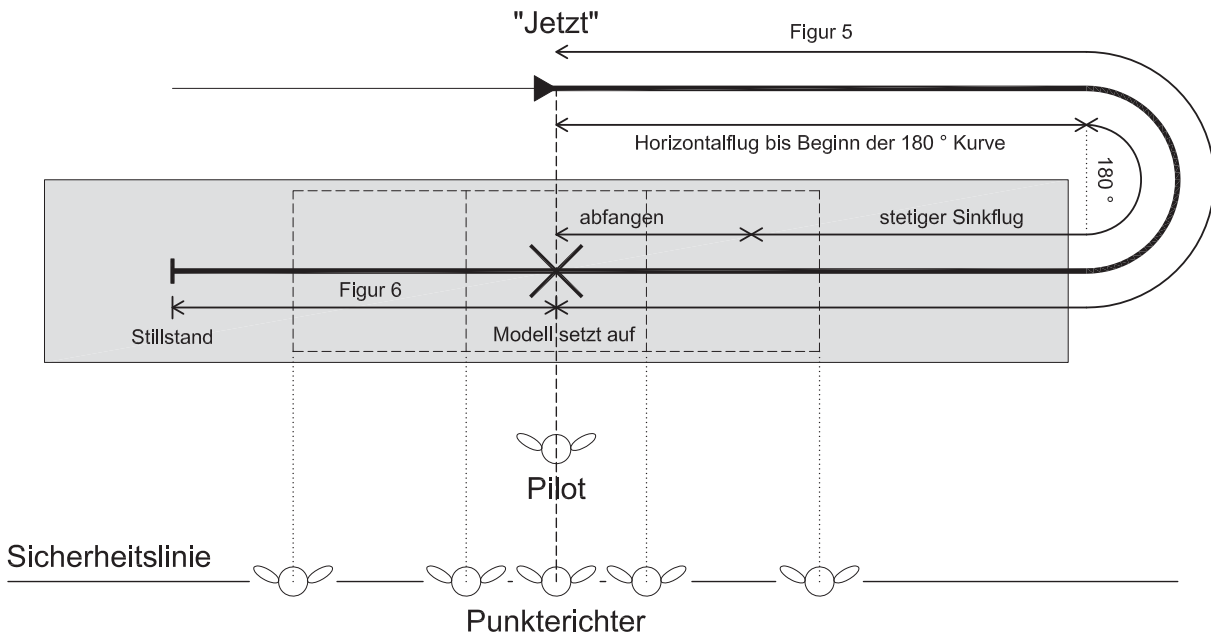 "Jetzt"
Figur 5
Horizontalflug bis Beginn der 180 ° Kurve
180 °
abfangen
stetiger Sinkflug
Figur 6
Stillstand
Modell setzt auf
Pilot
Sicherheitslinie
Punkterichter